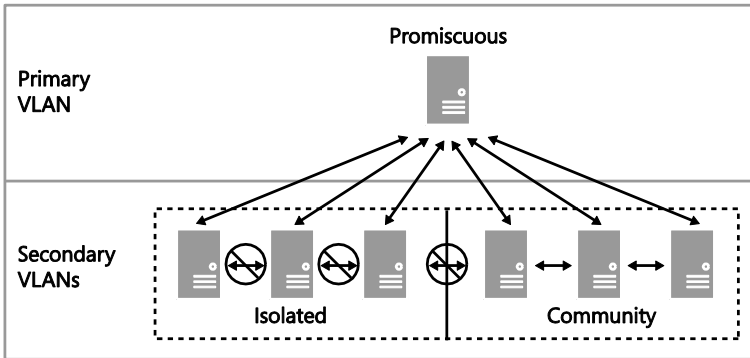 Promiscuous
Primary
VLAN
Secondary
VLANs
Isolated
Community